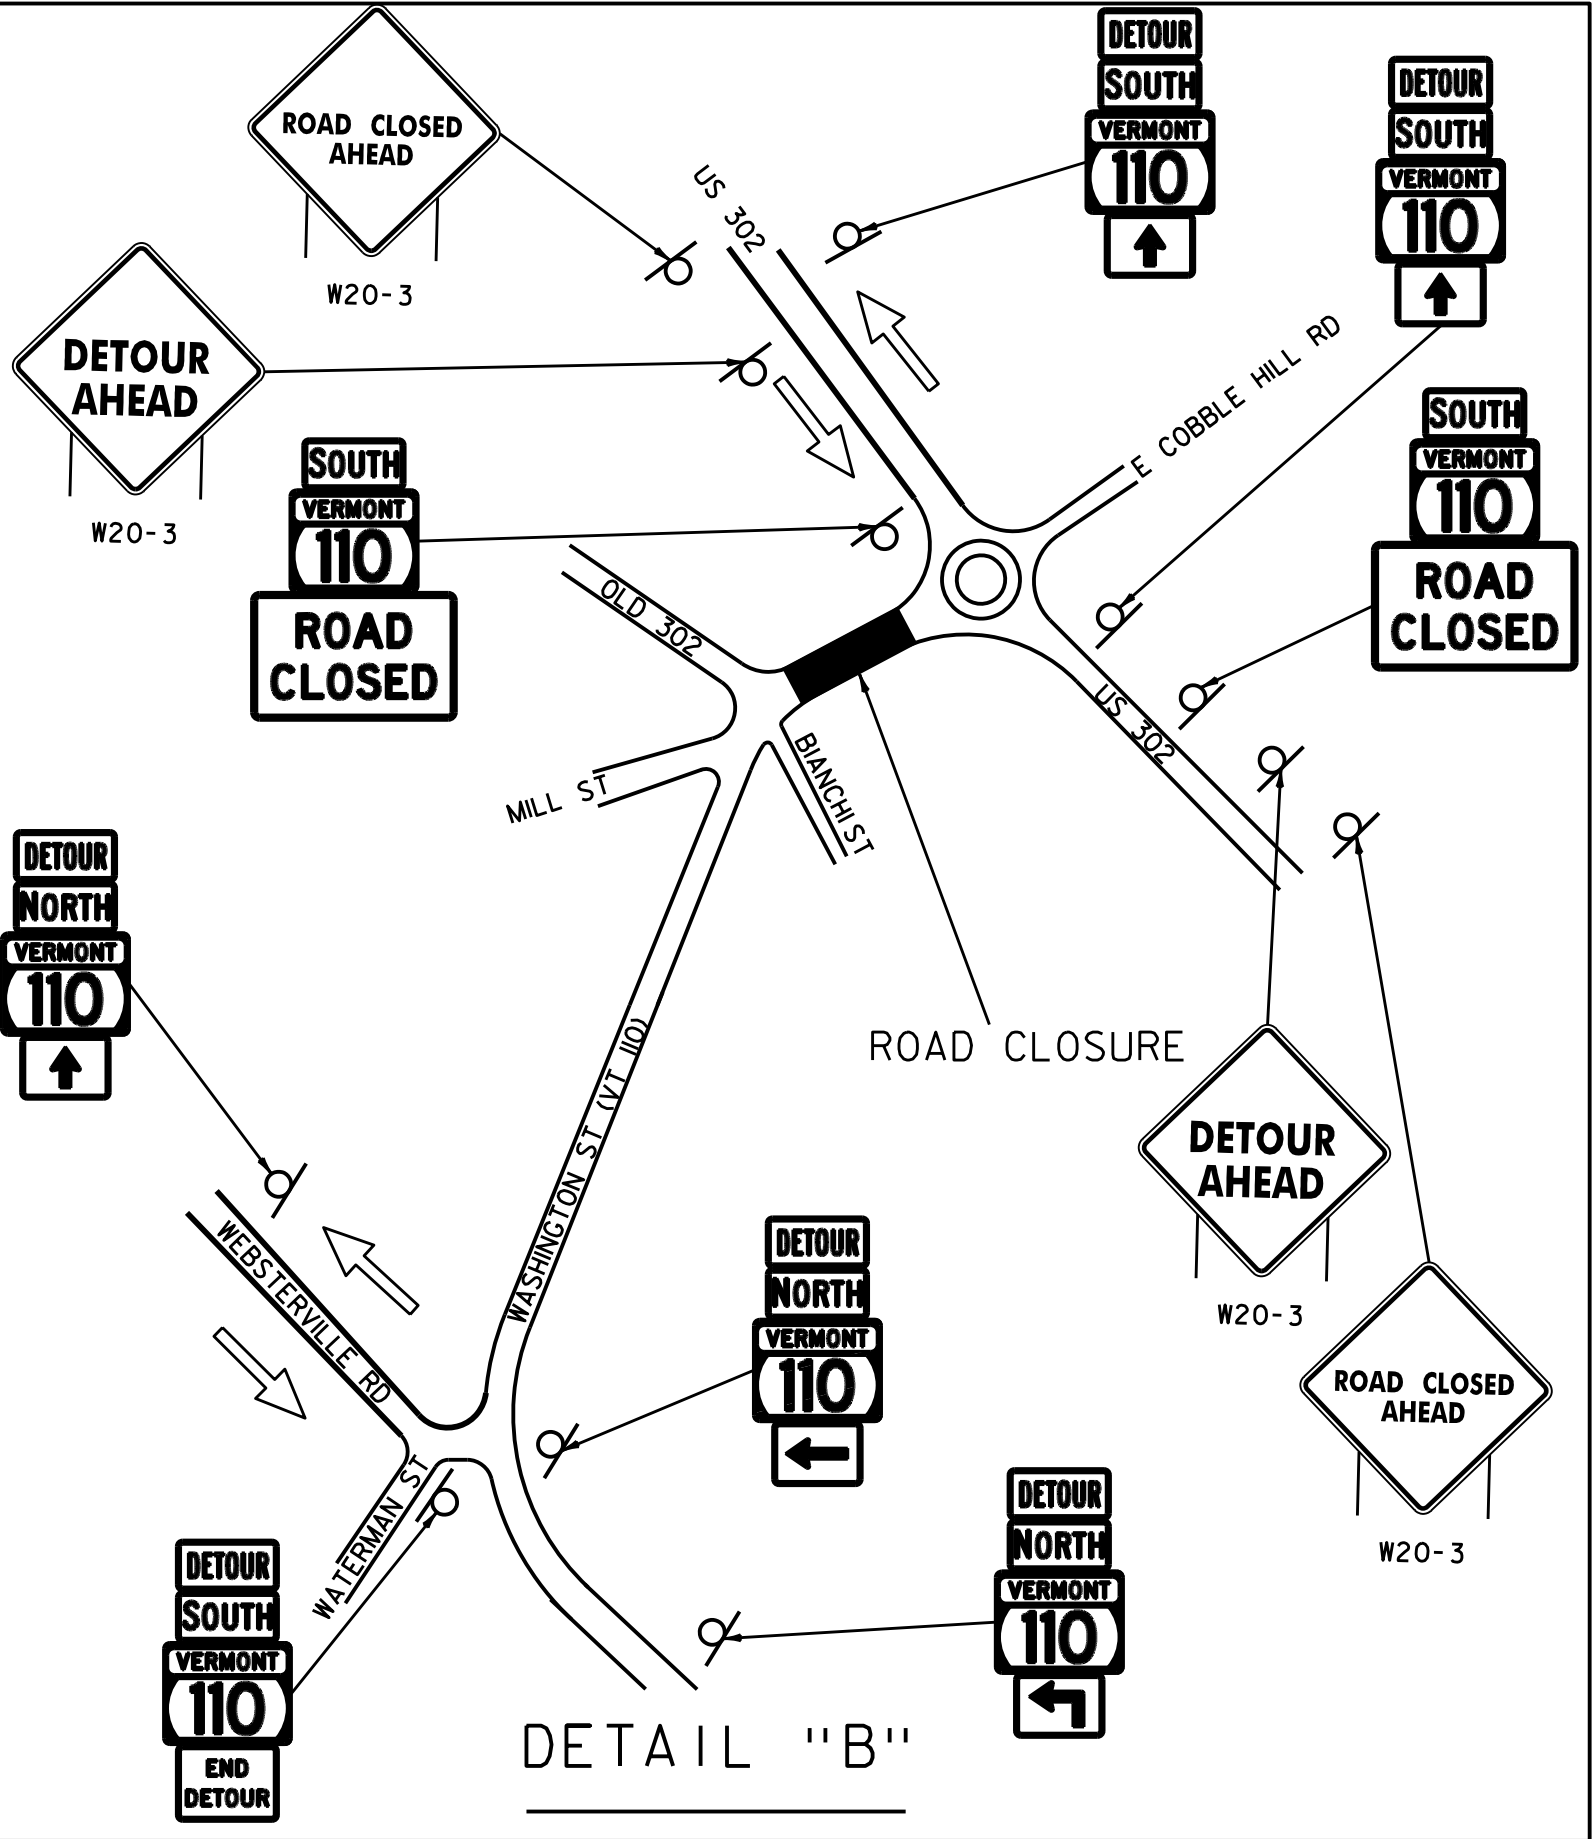 DETOUR
SOUTH
VERMONT
110
DETOUR
SOUTH
VERMONT
110
ROAD CLOSED
AHEAD
W20-3
US 302
DETOUR
AHEAD
W20-3
E COBBLE HILL RD
SOUTH
VERMONT
110
ROAD
CLOSED
SOUTH
VERMONT
110
ROAD
CLOSED
OLD 302
US 302
MILL ST
BIANCHI ST
DETOUR
NORTH
VERMONT
110
ROAD CLOSURE
WASHINGTON ST (VT 110)
DETOUR
AHEAD
W20-3
WEBSTERVILLE RD
DETOUR
NORTH
VERMONT
110
ROAD CLOSED
AHEAD
W20-3
WATERMAN ST
DETOUR
NORTH
VERMONT
110
DETOUR
SOUTH
VERMONT
110
END
DETOUR
DETAIL "B"